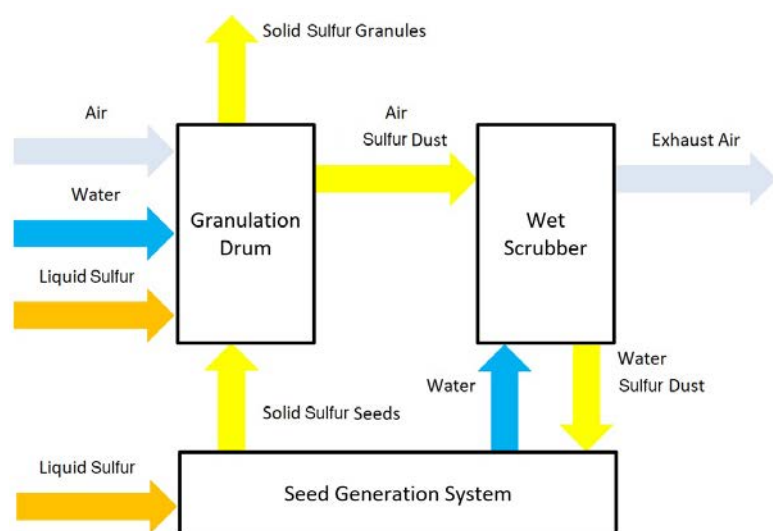 Solid Sulfur Granules
Air
Air
Sulfur Dust
Exhaust Air
Water
Granulation
Drum
Wet
Scrubber
Liquid Sulfur
Water
Sulfur Dust
Water
Solid Sulfur Seeds
Liquid Sulfur
Seed Generation System